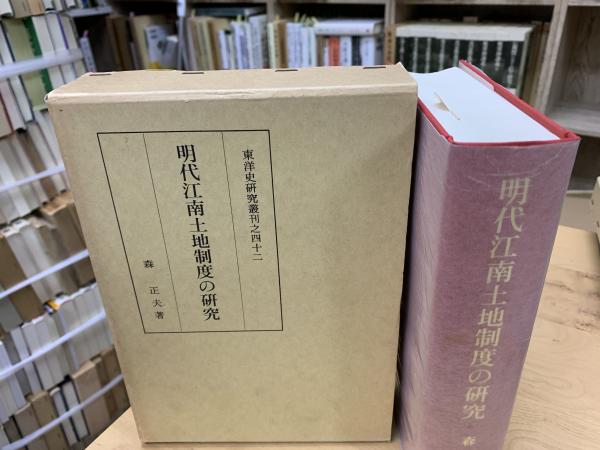 東洋史研究叢刊之四十二
明代江南土地制度の研究
森正夫著
明代江南土地制度の研究
森